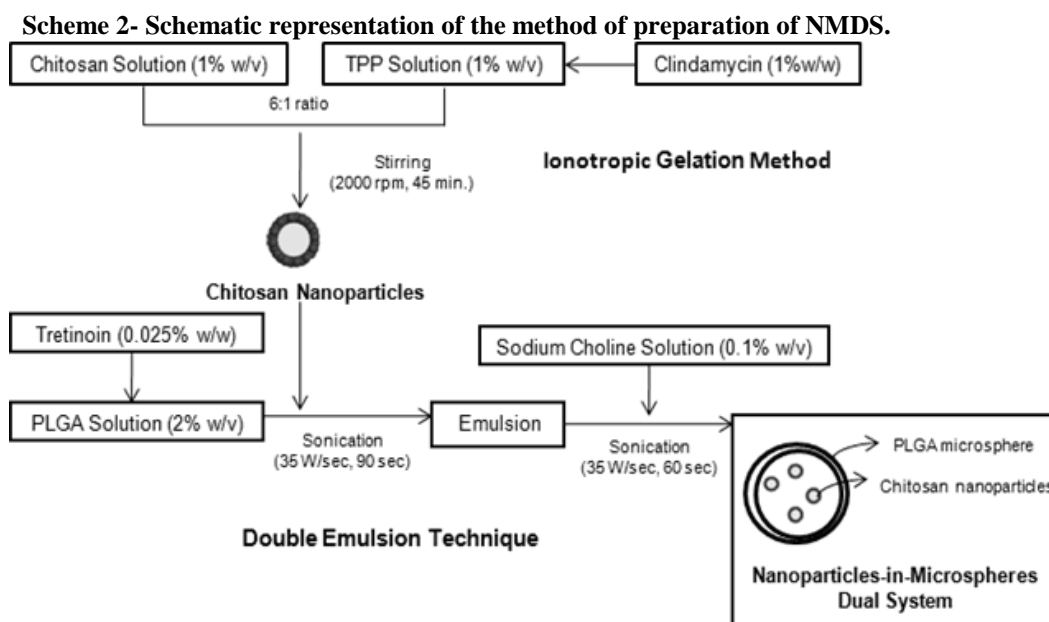 Scheme 2- Schematic representation of the method of preparation of NMDS.
Chitosan Solution (1% w/v)
TPP Solution (1% w/v)
Clindamycin (1%w/w)
6:1 ratio
Stirring
(2000 rpm, 45 min.)
Ionotropic Gelation Method
Chitosan Nanoparticles
Tretinoin (0.025% w/w)
Sodium Choline Solution (0.1% w/v)
PLGA Solution (2% w/v)
Sonication
(35 W/sec, 90 sec)
Emulsion
Sonication
(35 W/sec, 60 sec)
PLGA microsphere
Chitosan nanoparticles
Double Emulsion Technique
Nanoparticles-in-Microspheres
Dual System